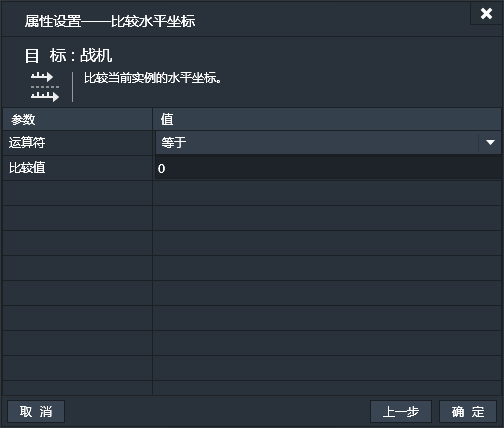 属性设置——比较水平坐标
目 标：战机
比较当前实例的水平坐标。
参数 值
运算符 等于
比较值 0
取 消 上一步 确 定